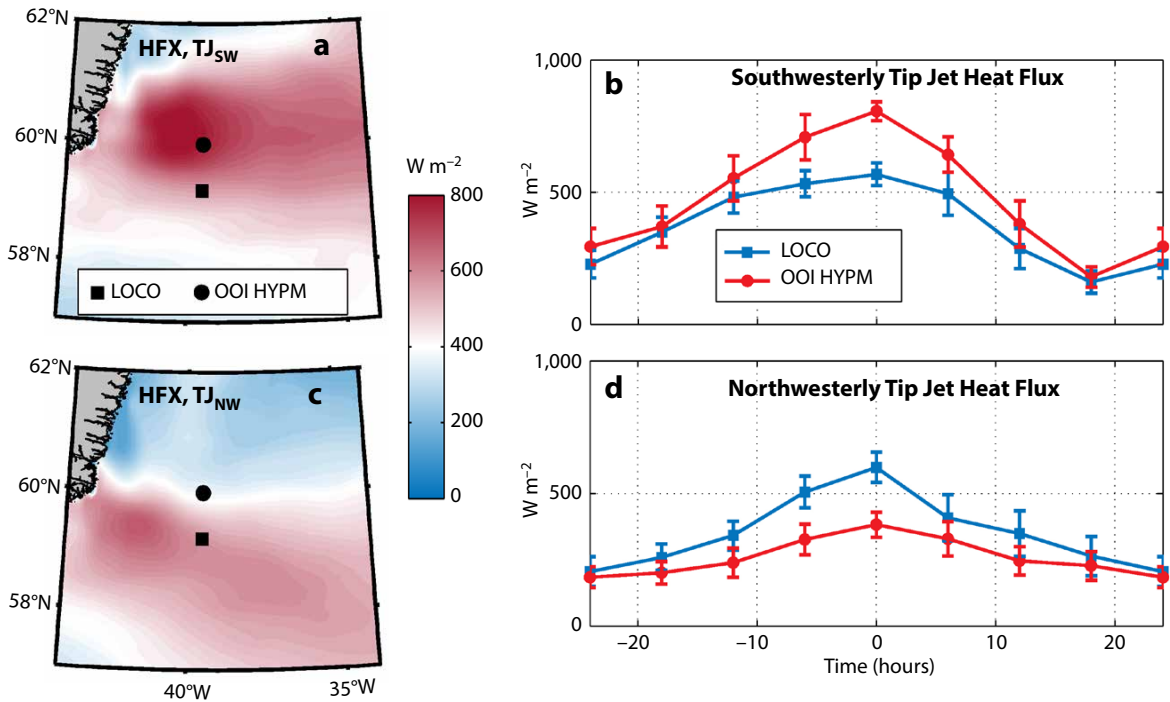 62°N
HFX, TJSW
a
60°N
58°N
LOCO
OOI HYPM
W m−2
800
600
400
200
0
b
Southwesterly Tip Jet Heat Flux
1,000
W m−2
500
0
LOCO
OOI HYPM
62°N
HFX, TJNW
c
60°N
58°N
40°W
35°W
d
Northwesterly Tip Jet Heat Flux
1,000
W m−2
500
0
−20
−10
0
10
20
Time (hours)